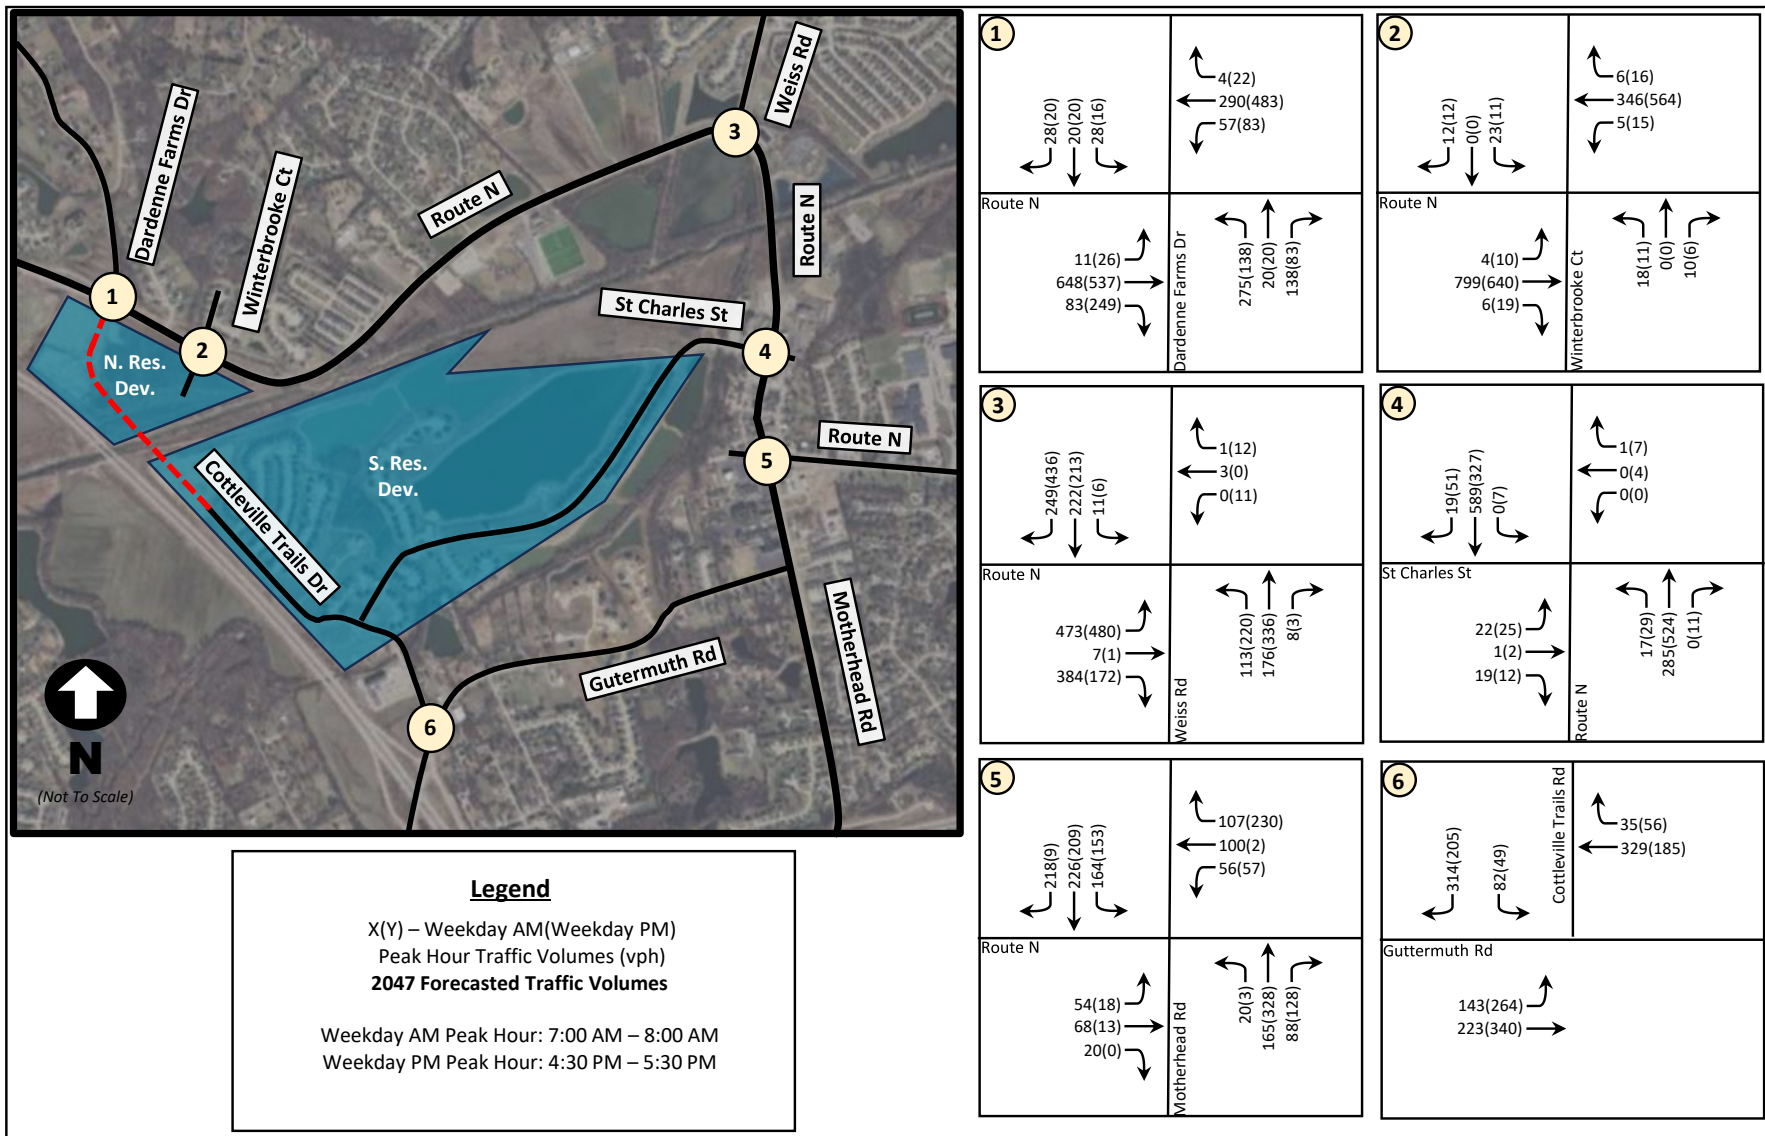 Weiss Rd
3
Dardenne Farms Dr
Winterbrooke Ct
Route N
Route N
1
2
N. Res.
Dev.
St Charles St
4
Route N
5
S. Res.
Dev.
Cottleville Trails Dr
Gutermuth Rd
Motherhead Rd
6
N
(Not To Scale)
Legend
X(Y) – Weekday AM(Weekday PM)
Peak Hour Traffic Volumes (vph)
2047 Forecasted Traffic Volumes
Weekday AM Peak Hour: 7:00 AM – 8:00 AM
Weekday PM Peak Hour: 4:30 PM – 5:30 PM
1
28(20)
20(20)
28(16)
4(22)
290(483)
57(83)
Route N
Dardenne Farms Dr
11(26)
648(537)
83(249)
275(138)
20(20)
138(83)
2
12(12)
0(0)
23(11)
6(16)
346(564)
5(15)
Route N
Winterbrooke Ct
4(10)
799(640)
6(19)
18(11)
0(0)
10(6)
3
249(436)
222(213)
11(6)
1(12)
3(0)
0(11)
Route N
Weiss Rd
473(480)
7(1)
384(172)
113(220)
176(336)
8(3)
4
19(51)
589(327)
0(7)
1(7)
0(4)
0(0)
St Charles St
Route N
22(25)
1(2)
19(12)
17(29)
285(524)
0(11)
5
218(9)
226(209)
164(153)
107(230)
100(2)
56(57)
Route N
Motherhead Rd
54(18)
68(13)
20(0)
20(3)
165(328)
88(128)
6
314(205)
82(49)
Cottleville Trails Rd
35(56)
329(185)
Guttermuth Rd
143(264)
223(340)